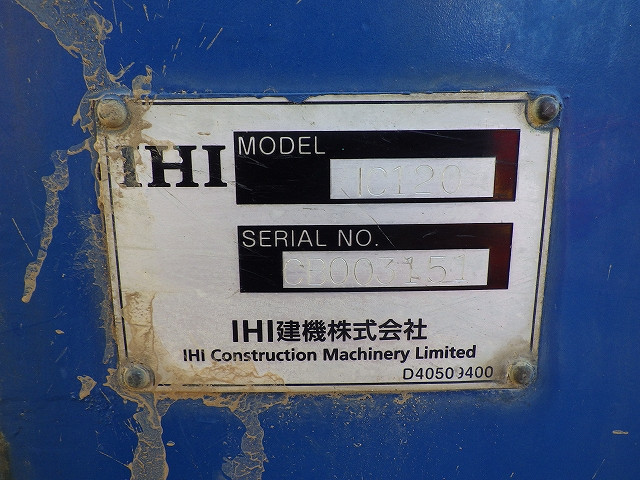 IHI
MODEL
IC120
SERIAL NO.
CD003151
IHI建機株式会社
IHI Construction Machinery Limited
D40509400